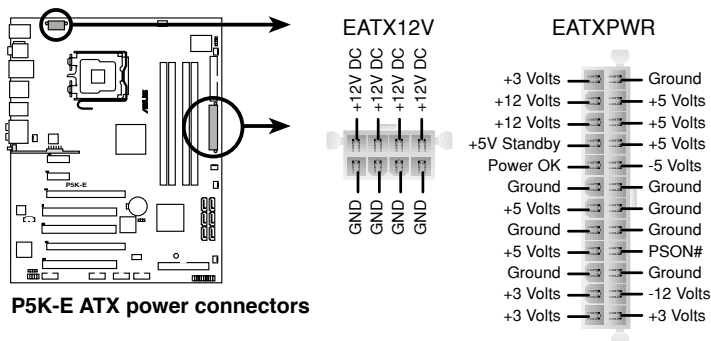 EATX12V
EATXPWR
+12V DC
+12V DC
+12V DC
+12V DC
GND
GND
GND
GND
+3 Volts Ground
+12 Volts +5 Volts
+12 Volts +5 Volts
+5V Standby +5 Volts
Power OK -5 Volts
Ground Ground
+5 Volts Ground
Ground Ground
+5 Volts PSON#
Ground Ground
+3 Volts -12 Volts
+3 Volts +3 Volts
ASUS
P5K-E
P5K-E ATX power connectors